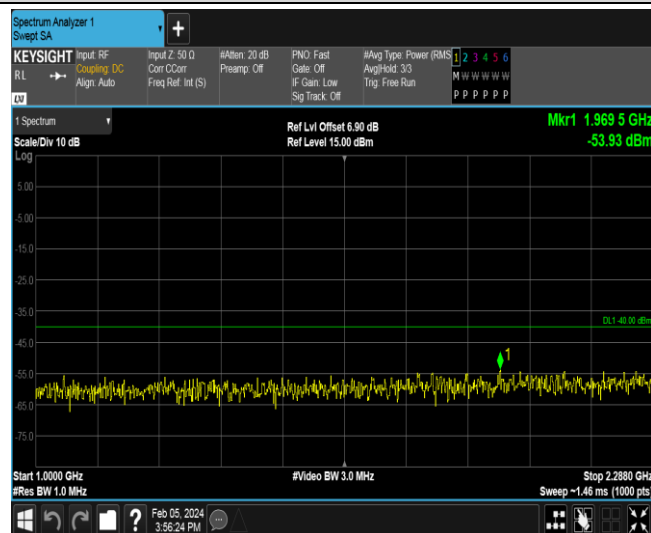 Spectrum Analyzer 1
Swept SA
+
KEYSIGHT
RL
LXI
Input: RF
Coupling: DC
Align: Auto
Input Z: 50 Ω
Corr CCorr
Freq Ref: Int (S)
#Atten: 20 dB
Preamp: Off
PNO: Fast
Gate: Off
IF Gain: Low
Sig Track: Off
#Avg Type: Power (RMS
Avg|Hold: 3/3
Trig: Free Run
1 2 3 4 5 6
M W W W W W
P P P P P P
1 Spectrum
Scale/Div 10 dB
Log
Ref Lvl Offset 6.90 dB
Ref Level 15.00 dBm
Mkr1 1.969 5 GHz
-53.93 dBm
5.00
-5.00
-15.0
-25.0
-35.0
DL1 -40.00 dBm
-45.0
1
-55.0
-65.0
-75.0
Start 1.0000 GHz
#Res BW 1.0 MHz
#Video BW 3.0 MHz
Stop 2.2880 GHz
Sweep ~1.46 ms (1000 pts)
?
Feb 05, 2024
3:56:24 PM